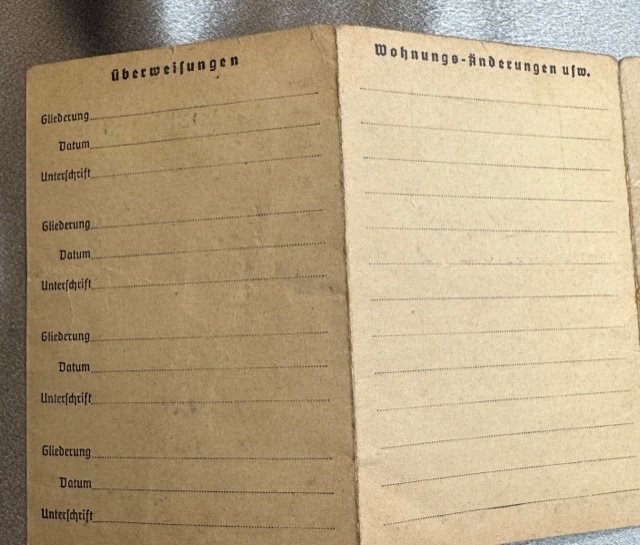 Überweisungen
Gliederung
Datum
Unterschrift
Gliederung
Datum
Unterschrift
Gliederung
Datum
Unterschrift
Gliederung
Datum
Unterschrift
Wohnungs-Änderungen usw.